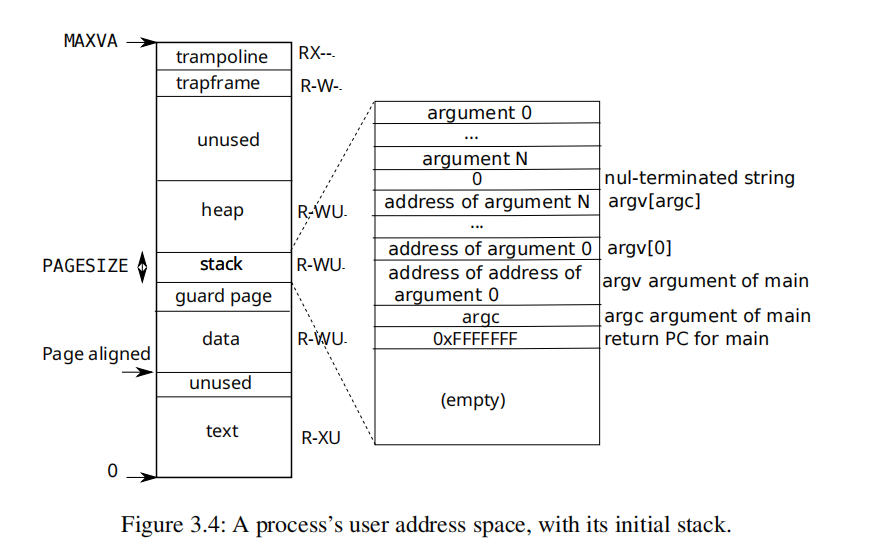 MAXVA
trampoline RX--
trapframe R-W-
unused
heap R-WU
PAGESIZE stack R-WU
guard page
data R-WU
Page aligned
unused
text R-XU
0
argument 0
...
argument N
0 nul-terminated string
address of argument N argv[argc]
...
address of argument 0 argv[0]
address of address of
argument 0 argv argument of main
argc argc argument of main
0xFFFFFFF return PC for main
(empty)
Figure 3.4: A process's user address space, with its initial stack.